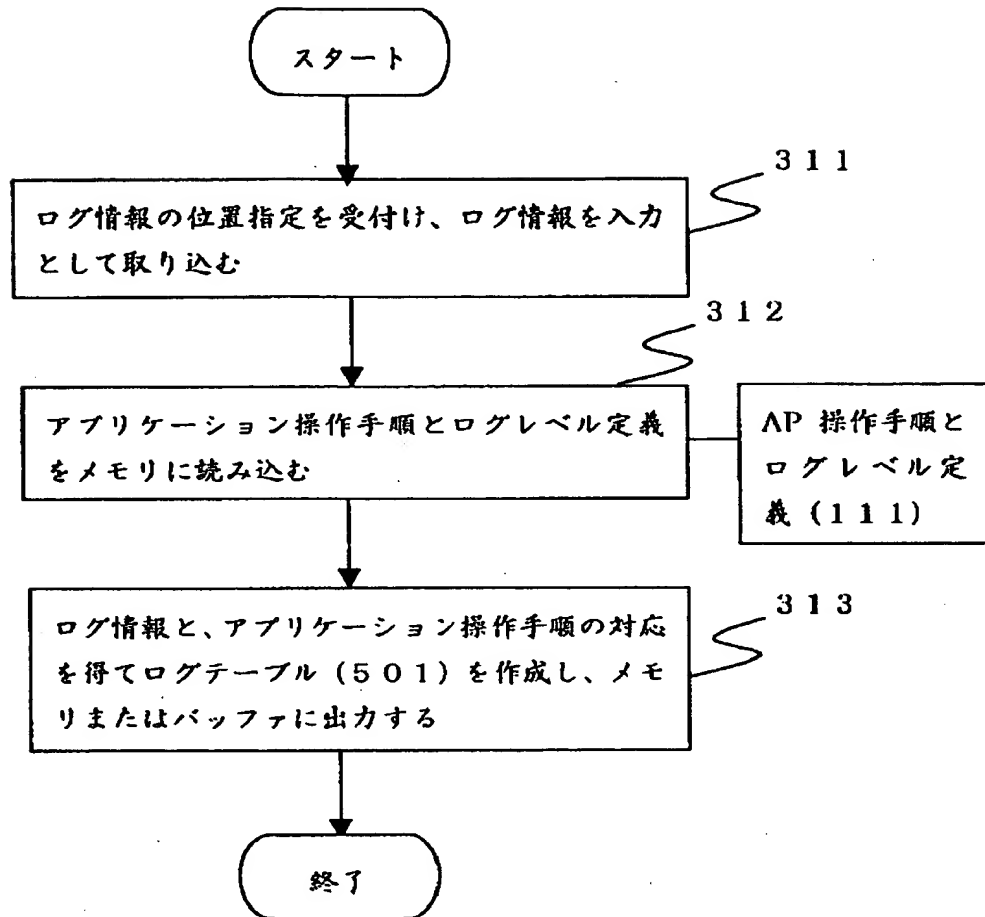 スタート
311
ログ情報の位置指定を受付け、ログ情報を入力
として取り込む
312
アプリケーション操作手順とログレベル定義
をメモリに読み込む
AP 操作手順と
ログレベル定
義(111)
313
ログ情報と、アプリケーション操作手順の対応
を得てログテーブル(501)を作成し、メモ
リまたはバッファに出力する
終了